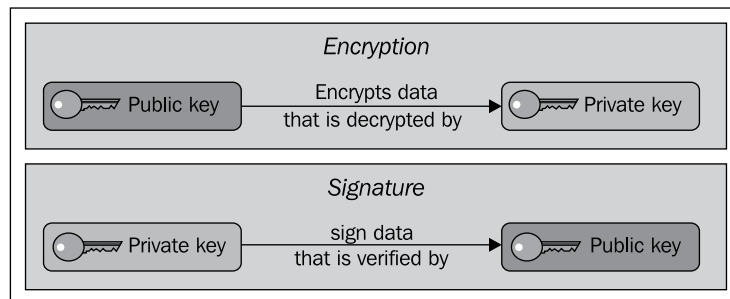 Encryption
Public key
Encrypts data
that is decrypted by
Private key
Signature
Private key
sign data
that is verified by
Public key